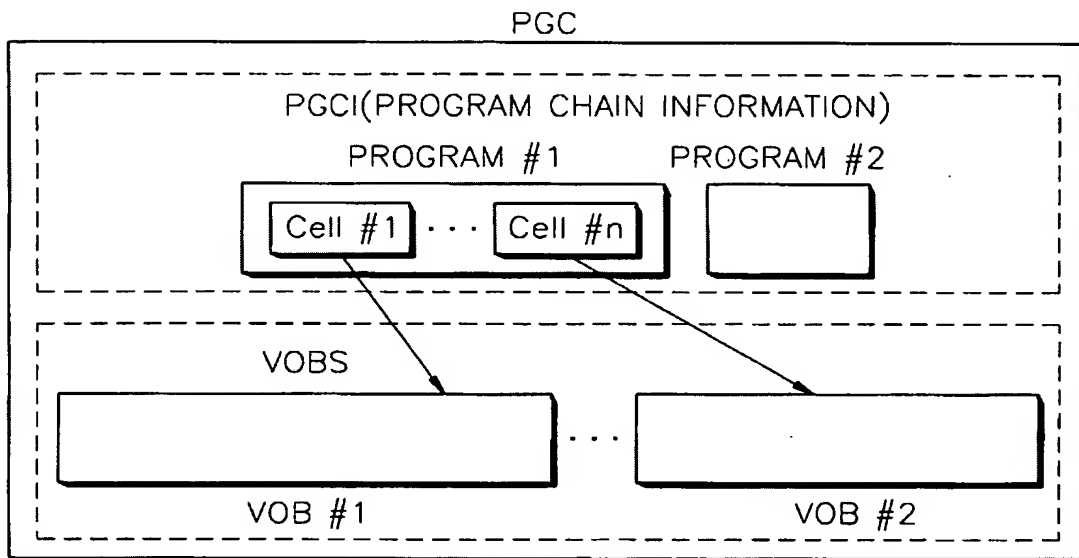 PGC
PGCI(PROGRAM CHAIN INFORMATION)
PROGRAM #1 PROGRAM #2
Cell #1 ··· Cell #n
VOBS
···
VOB #1 VOB #2